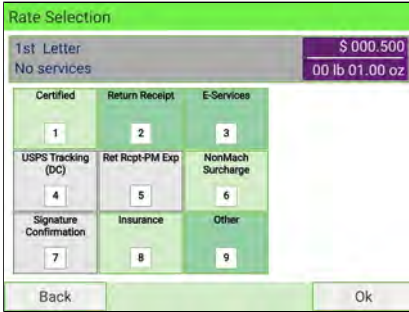 Rate Selection
1st Letter
$ 000.500
No services
00 lb 01.00 oz
Certified
Return Receipt
E-Services
1
2
3
USPS Tracking
(DC)
Ret Rcpt-PM Exp
NonMach
Surcharge
4
5
6
Signature
Confirmation
Insurance
Other
7
8
9
Back
Ok